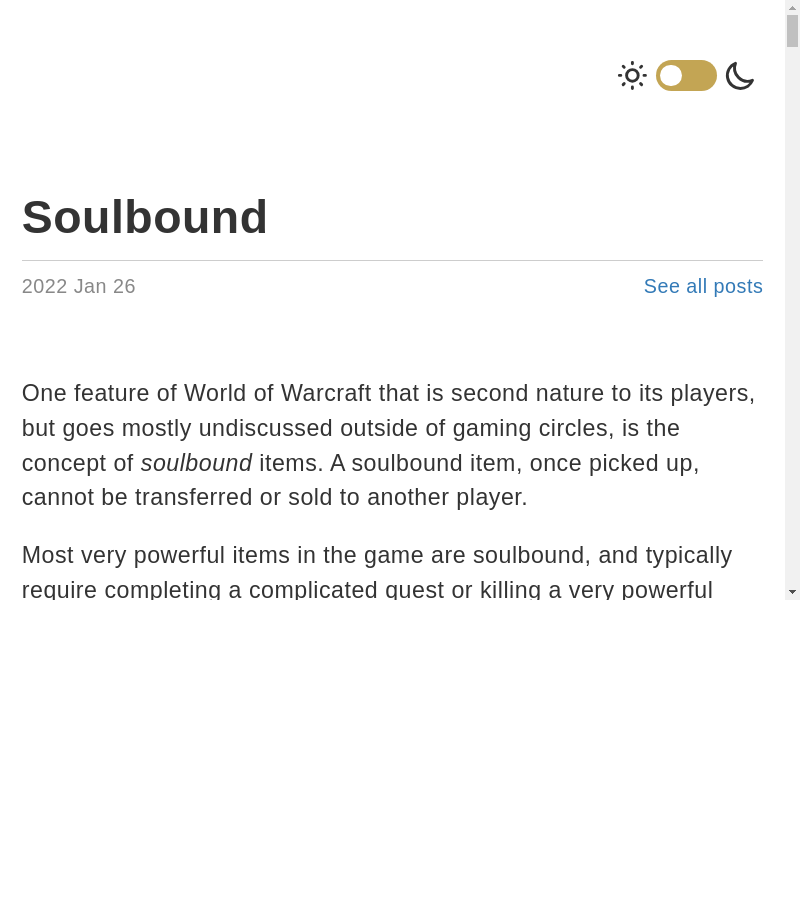 Soulbound
2022 Jan 26
See all posts
One feature of World of Warcraft that is second nature to its players,
but goes mostly undiscussed outside of gaming circles, is the
concept of soulbound items. A soulbound item, once picked up,
cannot be transferred or sold to another player.
Most very powerful items in the game are soulbound, and typically
require completing a complicated quest or killing a very powerful